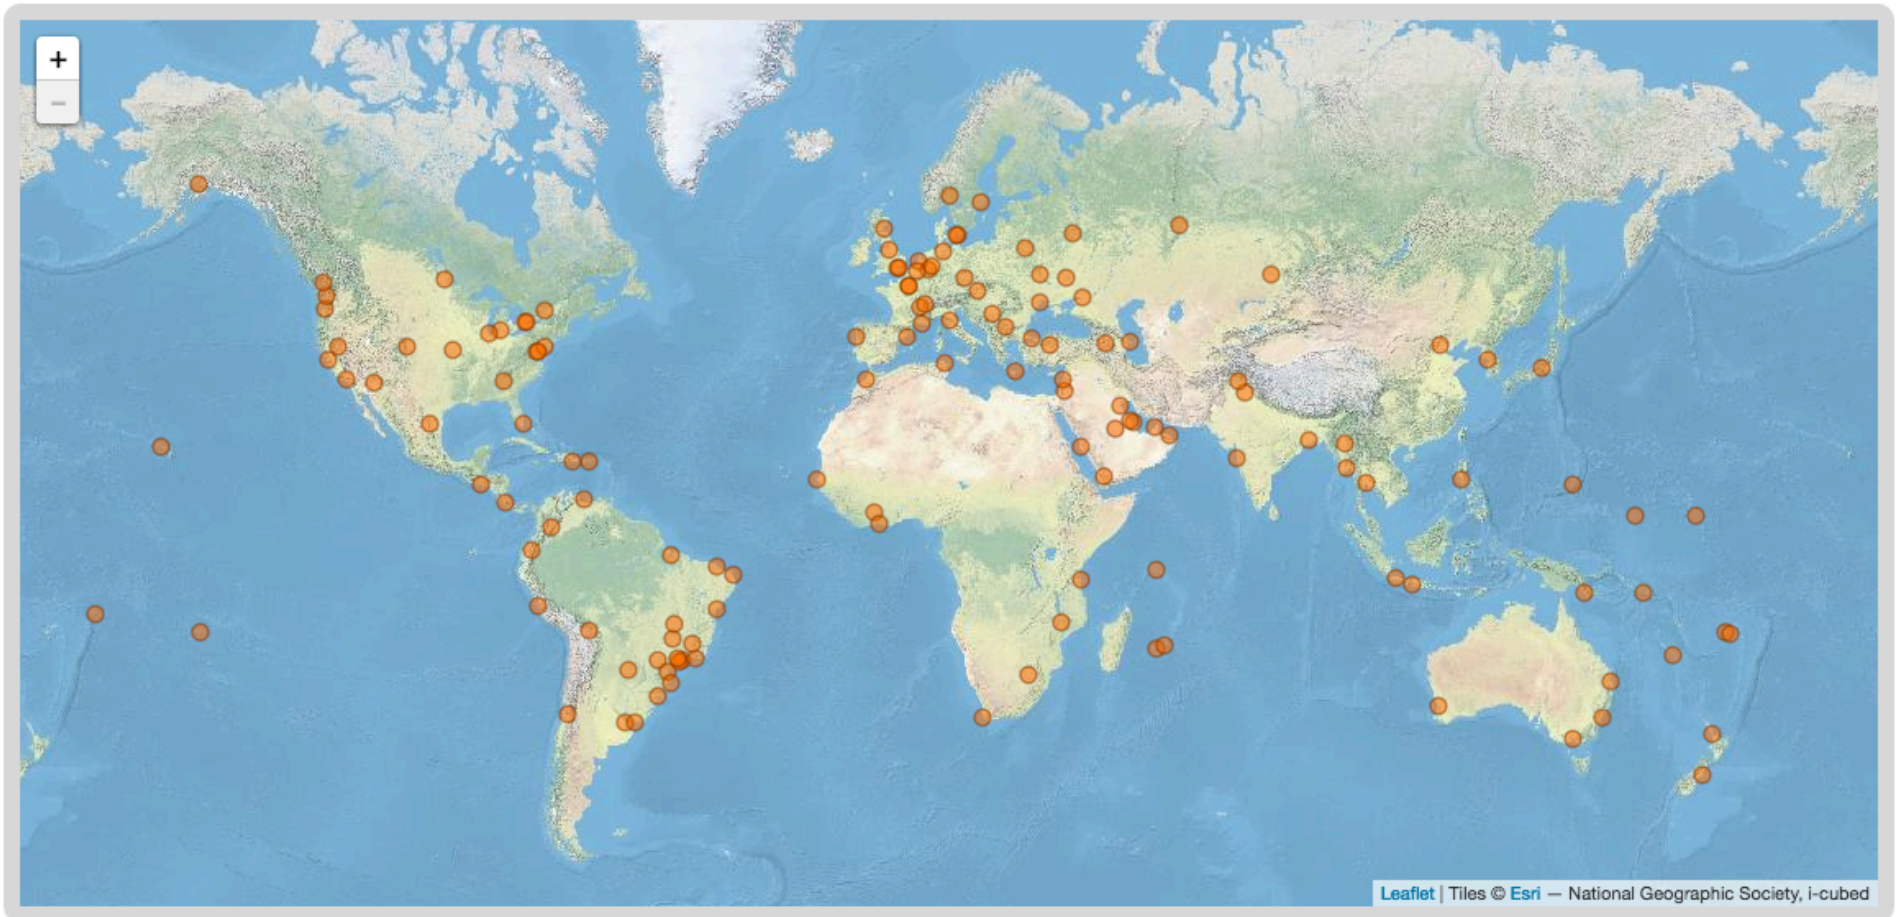 +
−
Leaflet | Tiles © Esri — National Geographic Society, i-cubed